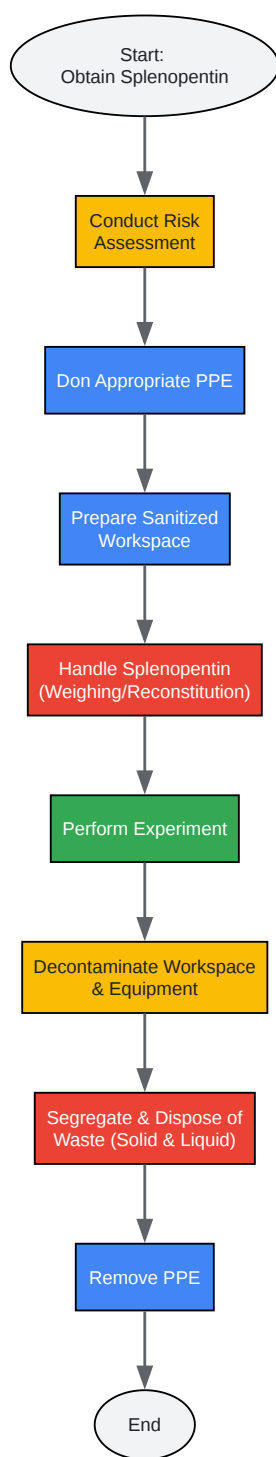 Start:
Obtain Splenopentin
Conduct Risk
Assessment
Don Appropriate PPE
Prepare Sanitized
Workspace
Handle Splenopentin
(Weighing/Reconstitution)
Perform Experiment
Decontaminate Workspace
& Equipment
Segregate & Dispose of
Waste (Solid & Liquid)
Remove PPE
End